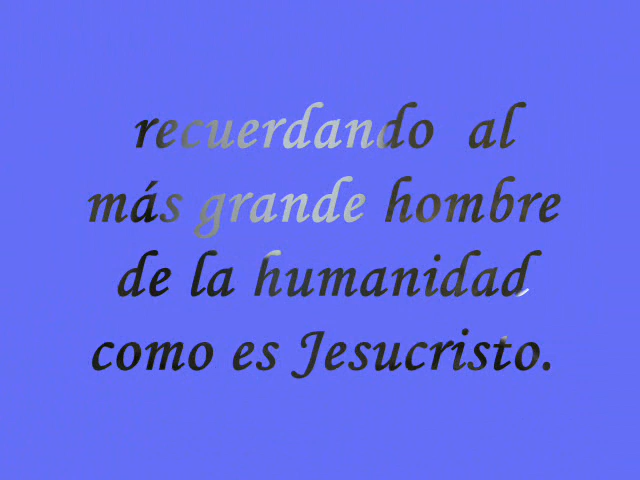 recuerdando al
más grande hombre
de la humanidad
como es Jesucristo.